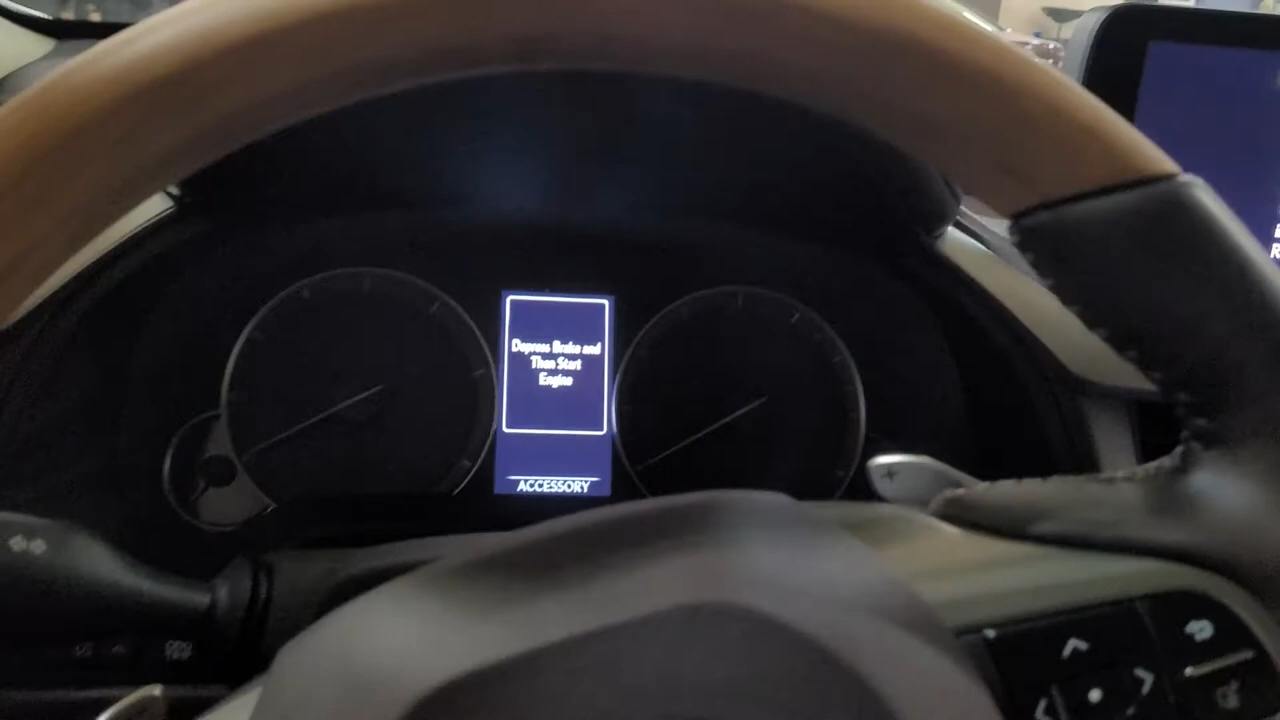 Depress Brake and
Then Start
Engine
ACCESSORY
+
R